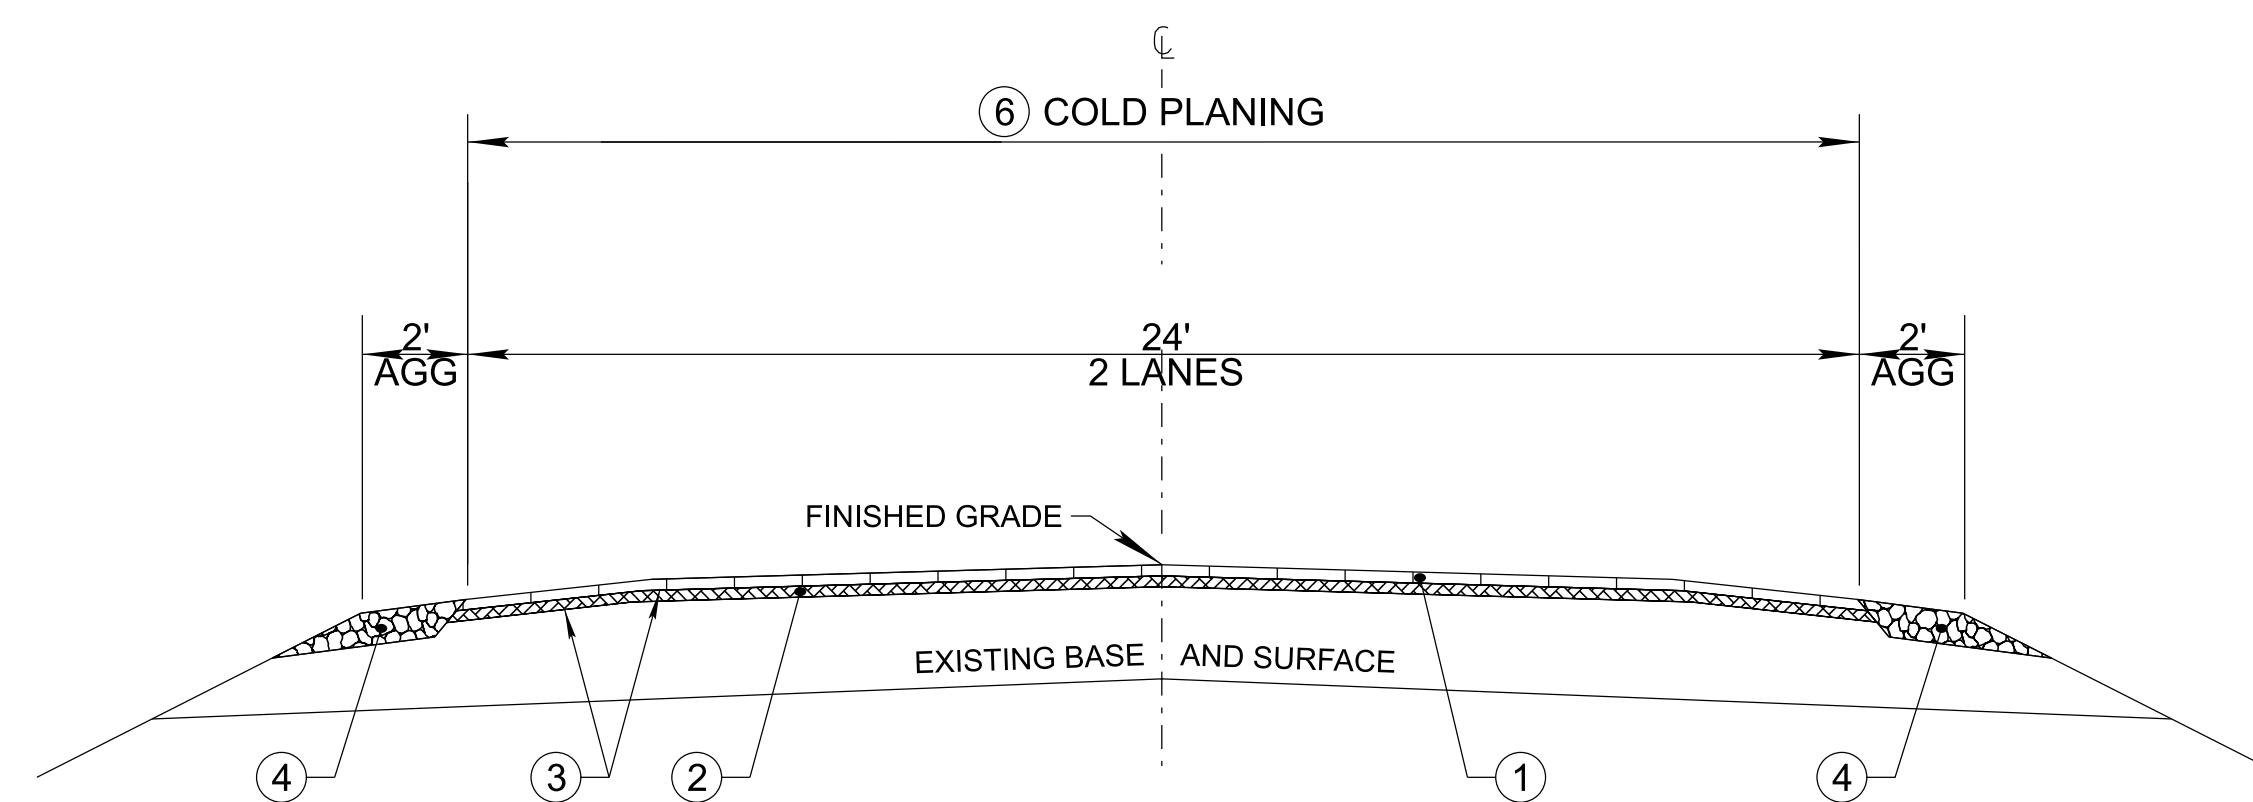 ℄
6 COLD PLANING
2' 24' 2'
AGG 2 LANES AGG
FINISHED GRADE
EXISTING BASE AND SURFACE
4 3 2 1 4